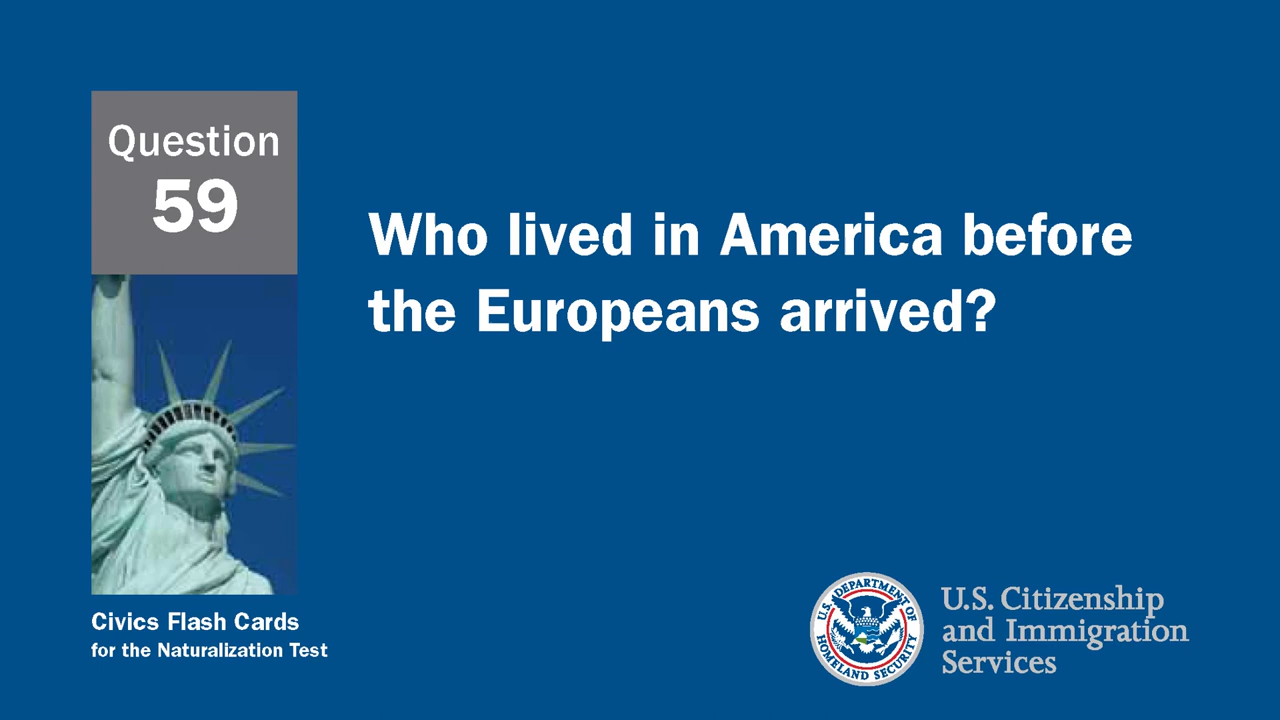 Question
59
Who lived in America before
the Europeans arrived?
Civics Flash Cards
for the Naturalization Test
U.S. DEPARTMENT OF
HOMELAND SECURITY
U.S. Citizenship
and Immigration
Services